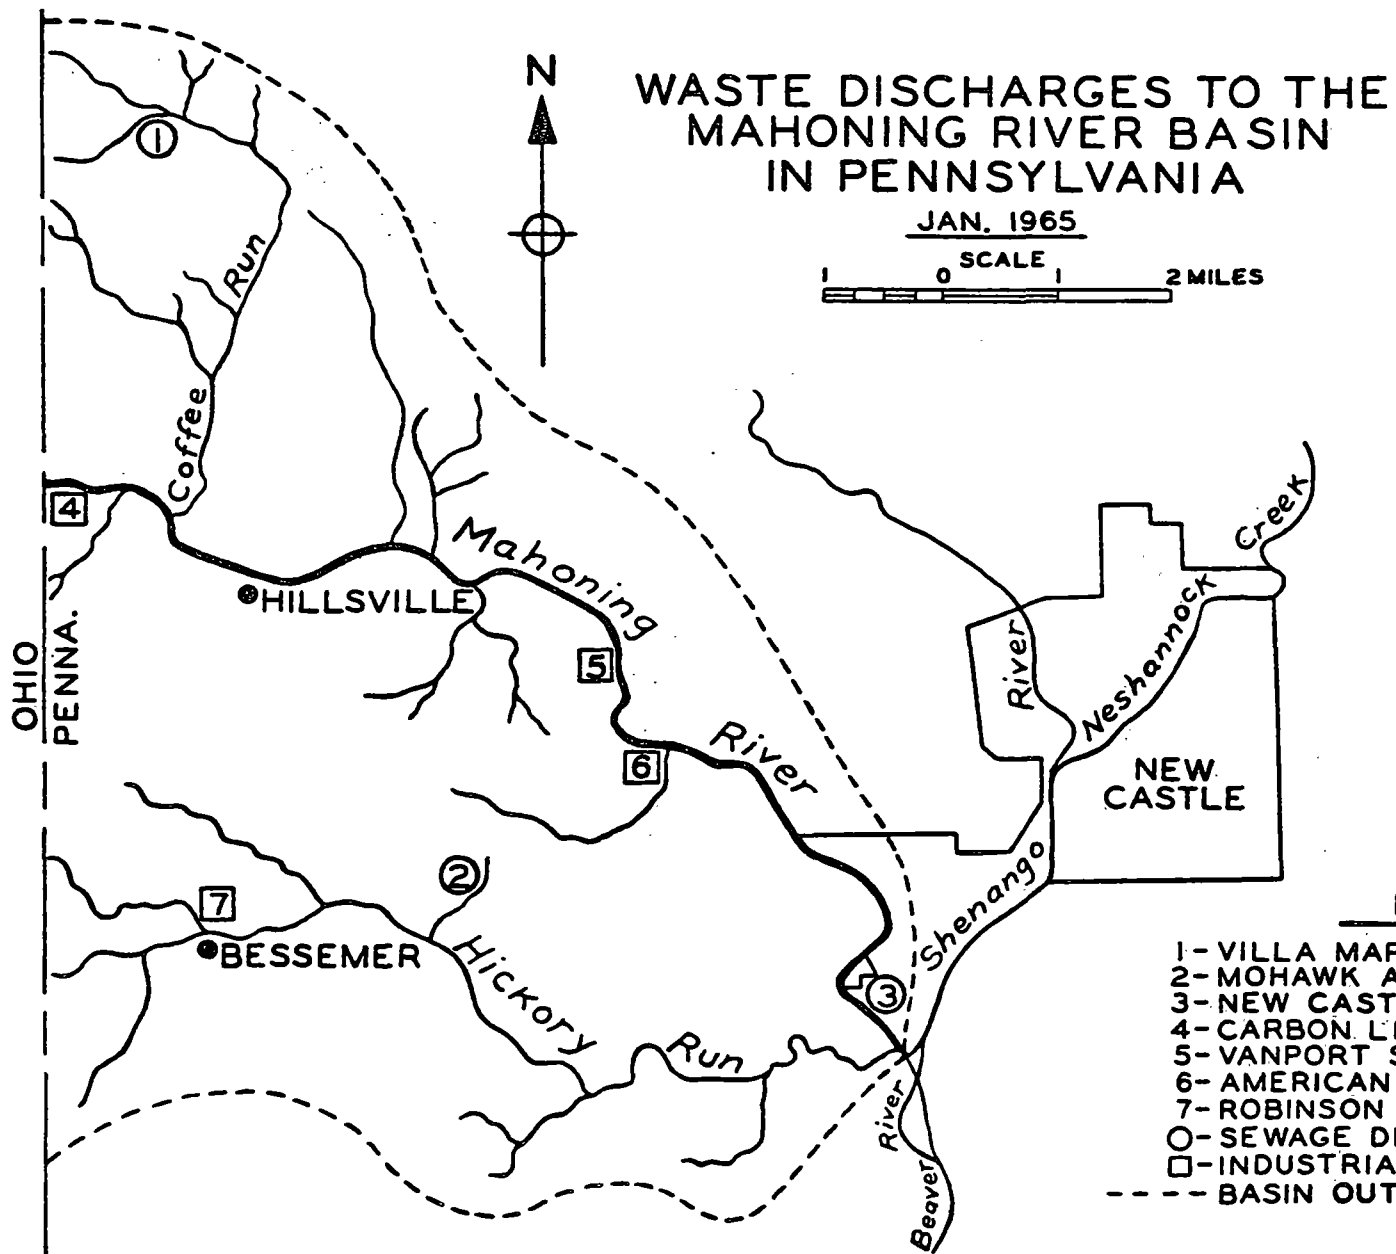 WASTE DISCHARGES TO THE
MAHONING RIVER BASIN
IN PENNSYLVANIA
JAN. 1965
SCALE
1 0 1 2 MILES
N
1
Coffee Run
4
HILLSVILLE
Mahoning River
5
6
OHIO
PENNA.
7
BESSEMER
2
Hickory Run
3
Shenango River
Neshannock Creek
NEW
CASTLE
Beaver River
1-VILLA
2-MOHAWK
3-NEW
4-CARBON
5-VANPORT
6-AMERICAN
7-ROBINSON
O-SEWAGE
□-INDUSTRIA
---- BASIN OUT